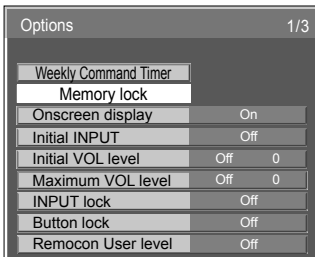 Options 1/3
Weekly Command Timer
Memory lock
Onscreen display On
Initial INPUT Off
Initial VOL level Off 0
Maximum VOL level Off 0
INPUT lock Off
Button lock Off
Remocon User level Off